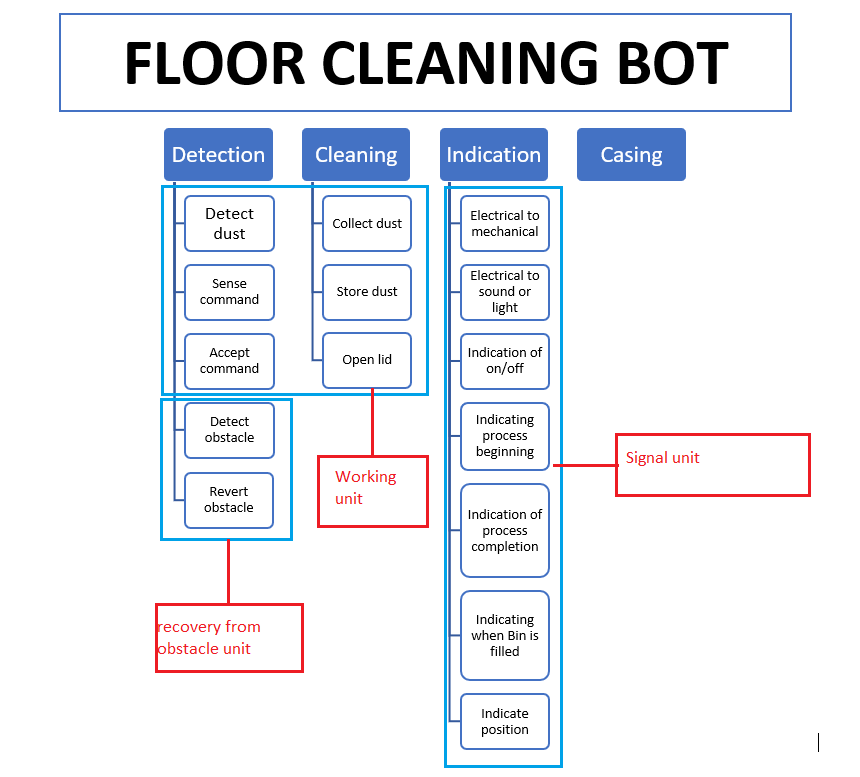 FLOOR CLEANING BOT
Detection
Cleaning
Indication
Casing
Detect
dust
Sense
command
Accept
command
Detect
obstacle
Revert
obstacle
Collect dust
Store dust
Open lid
Electrical to
mechanical
Electrical to
sound or
light
Indication of
on/off
Indicating
process
beginning
Indication of
process
completion
Indicating
when Bin is
filled
Indicate
position
Working
unit
Signal unit
recovery from
obstacle unit